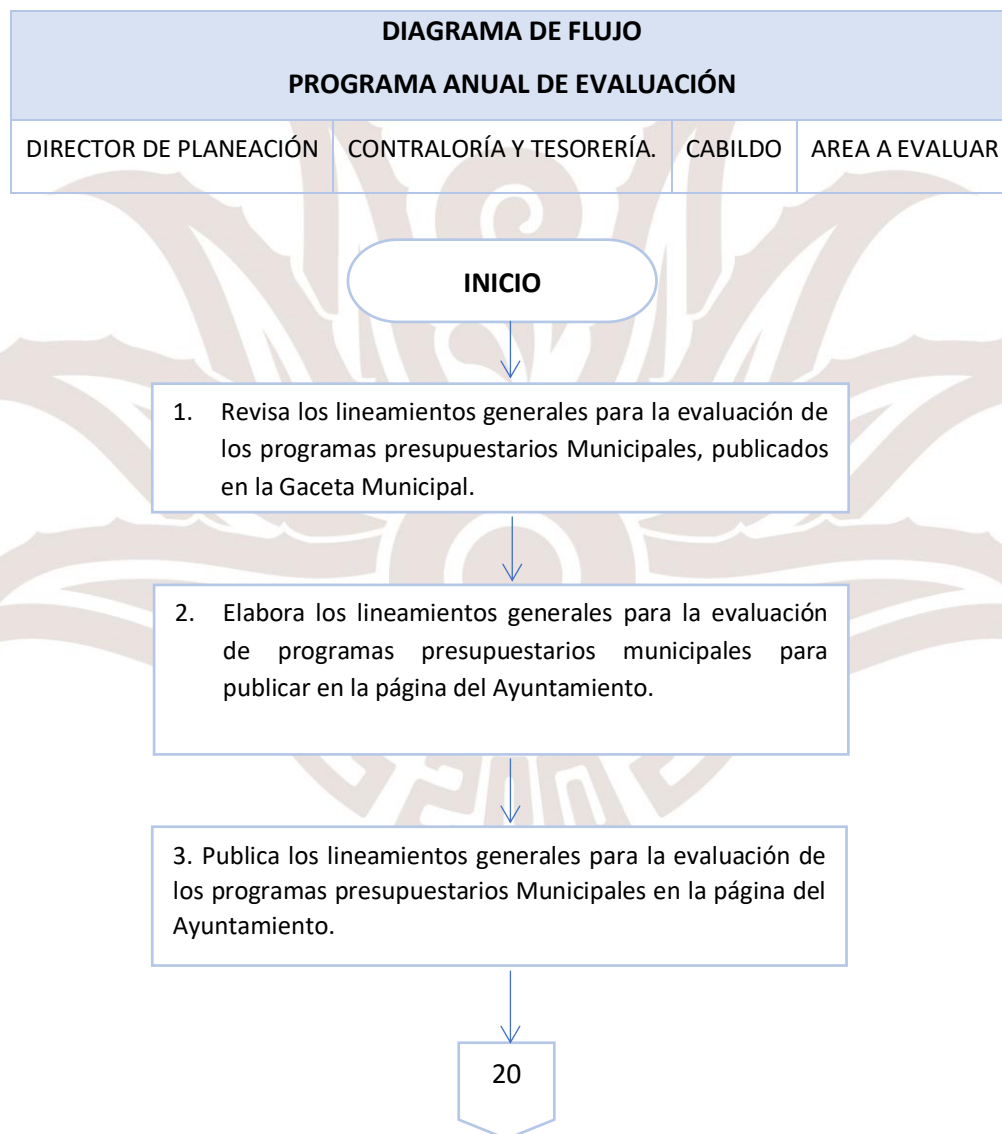 DIAGRAMA DE FLUJO
PROGRAMA ANUAL DE EVALUACIÓN
DIRECTOR DE PLANEACIÓN CONTRALORÍA Y TESORERÍA. CABILDO AREA A EVALUAR
INICIO
1. Revisa los lineamientos generales para la evaluación de
los programas presupuestarios Municipales, publicados
en la Gaceta Municipal.
2. Elabora los lineamientos generales para la evaluación
de programas presupuestarios municipales para
publicar en la página del Ayuntamiento.
3. Publica los lineamientos generales para la evaluación de
los programas presupuestarios Municipales en la página del
Ayuntamiento.
20